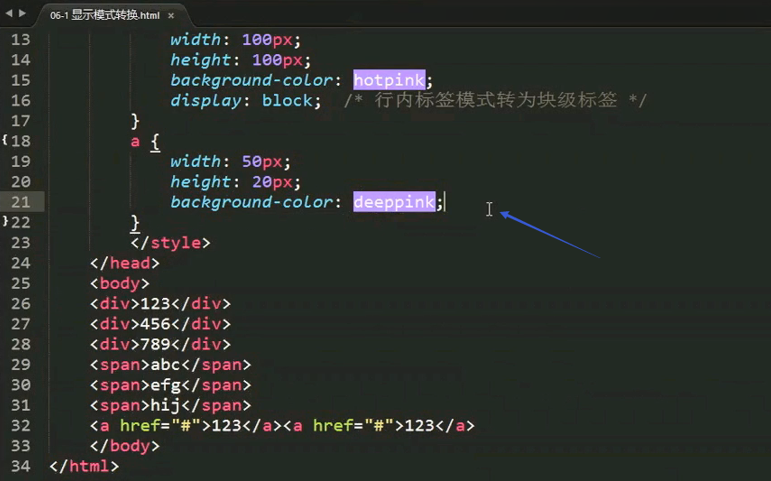 06-1 显示模式转换.html ×
13 width: 100px;
14 height: 100px;
15 background-color: hotpink;
16 display: block; /* 行内标签模式转为块级标签 */
17 }
18 a {
19 width: 50px;
20 height: 20px;
21 background-color: deeppink;
22 }
23 </style>
24 </head>
25 <body>
26 <div>123</div>
27 <div>456</div>
28 <div>789</div>
29 <span>abc</span>
30 <span>efg</span>
31 <span>hij</span>
32 <a href="#">123</a><a href="#">123</a>
33 </body>
34 </html>